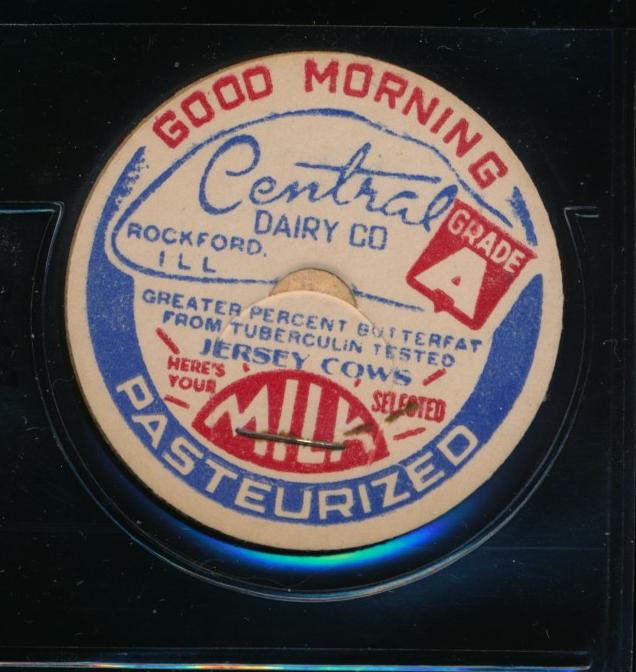 GOOD MORNING
Central
DAIRY CO
ROCKFORD.
ILL
GRADE
A
GREATER PERCENT BUTTERFAT
FROM TUBERCULIN TESTED
JERSEY COWS
HERE'S
YOUR
SELECTED
MILK
PASTEURIZED